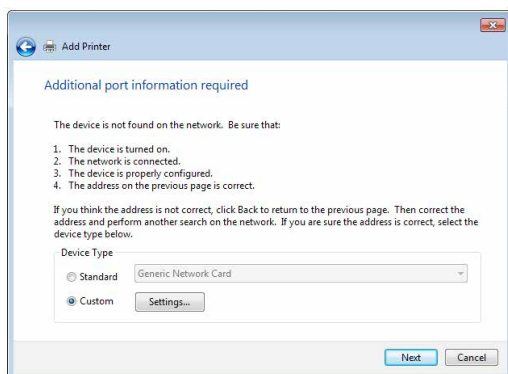 Add Printer
Additional port information required
The device is not found on the network. Be sure that:
1. The device is turned on.
2. The network is connected.
3. The device is properly configured.
4. The address on the previous page is correct.
If you think the address is not correct, click Back to return to the previous page. Then correct the
address and perform another search on the network. If you are sure the address is correct, select the
device type below.
Device Type
Standard Generic Network Card
Custom Settings...
Next Cancel